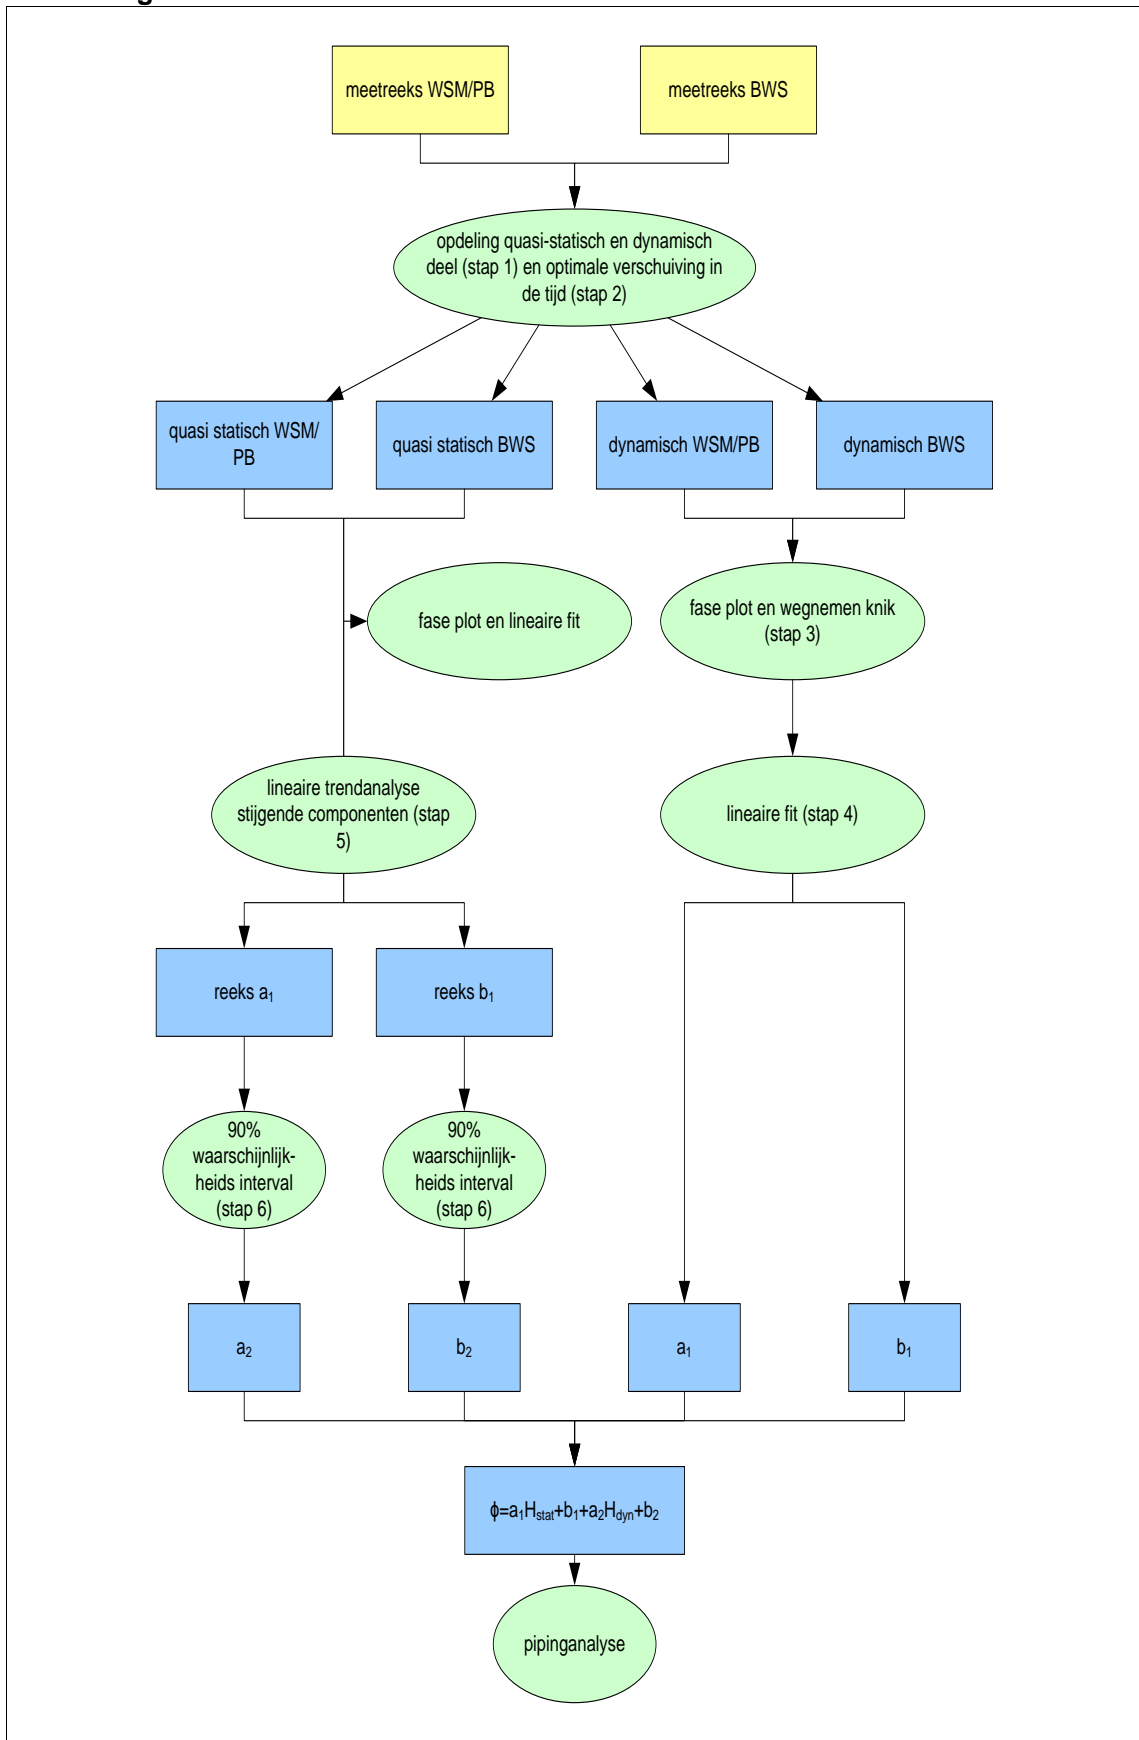 meetreeks WSM/PB
meetreeks BWS
opdeling quasi-statisch en dynamisch
deel (stap 1) en optimale verschuiving in
de tijd (stap 2)
quasi statisch WSM/
PB
quasi statisch BWS
dynamisch WSM/PB
dynamisch BWS
fase plot en lineaire fit
fase plot en wegnemen knik
(stap 3)
lineaire trendanalyse
stijgende componenten (stap
5)
lineaire fit (stap 4)
reeks a₁
reeks b₁
90%
waarschijnlijk-
heids interval
(stap 6)
90%
waarschijnlijk-
heids interval
(stap 6)
a₂
b₂
a₁
b₁
ϕ=a₁H_stat+b₁+a₂H_dyn+b₂
pipinganalyse